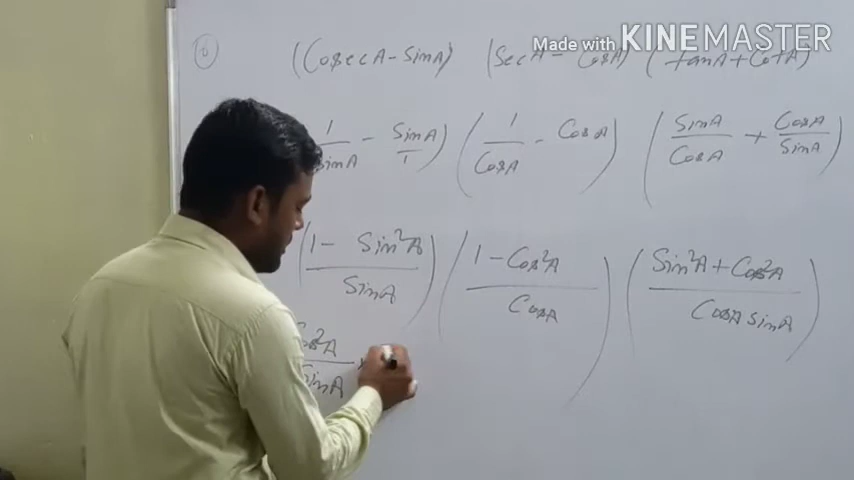 Made with KINEMASTER
6 (CosecA - SinA) (SecA - CosA) (tanA + CotA)
1/SinA - SinA/1) (1/CosA - CosA) (SinA/CosA + CosA/SinA)
(1 - Sin²A/SinA) (1 - Cos²A/CosA) (Sin²A + Cos²A/CosA SinA)
Cos²A/SinA ×